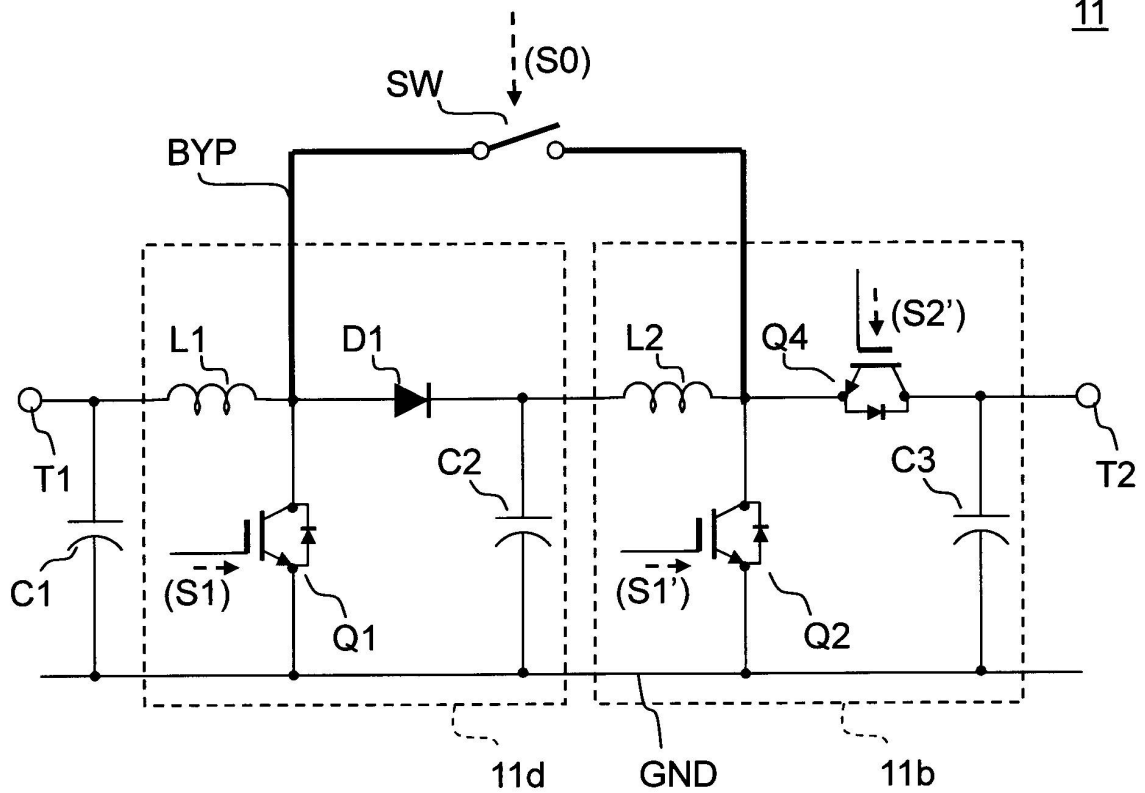 11
(S0)
SW
BYP
(S2')
L1
D1
L2
Q4
T1
C2
C3
T2
C1
(S1)
Q1
(S1')
Q2
11d
GND
11b